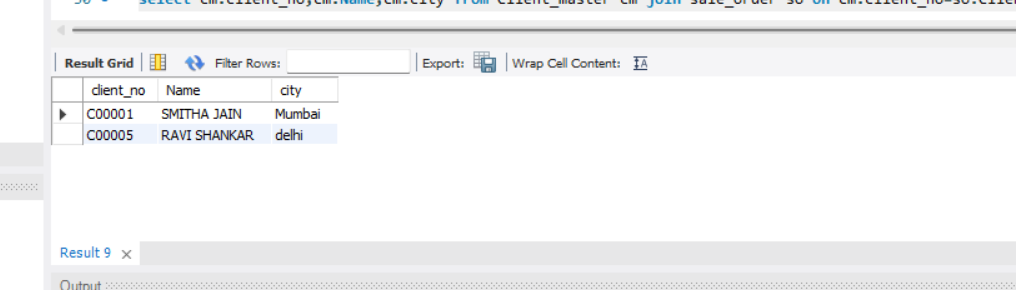 select cm.client_no,cm.Name,cm.city from client_master cm join sale_order so on cm.client_no=so.clie
Result Grid Filter Rows: Export: Wrap Cell Content: IA
client_no Name city
C00001 SMITHA JAIN Mumbai
C00005 RAVI SHANKAR delhi
Result 9 ×
Output